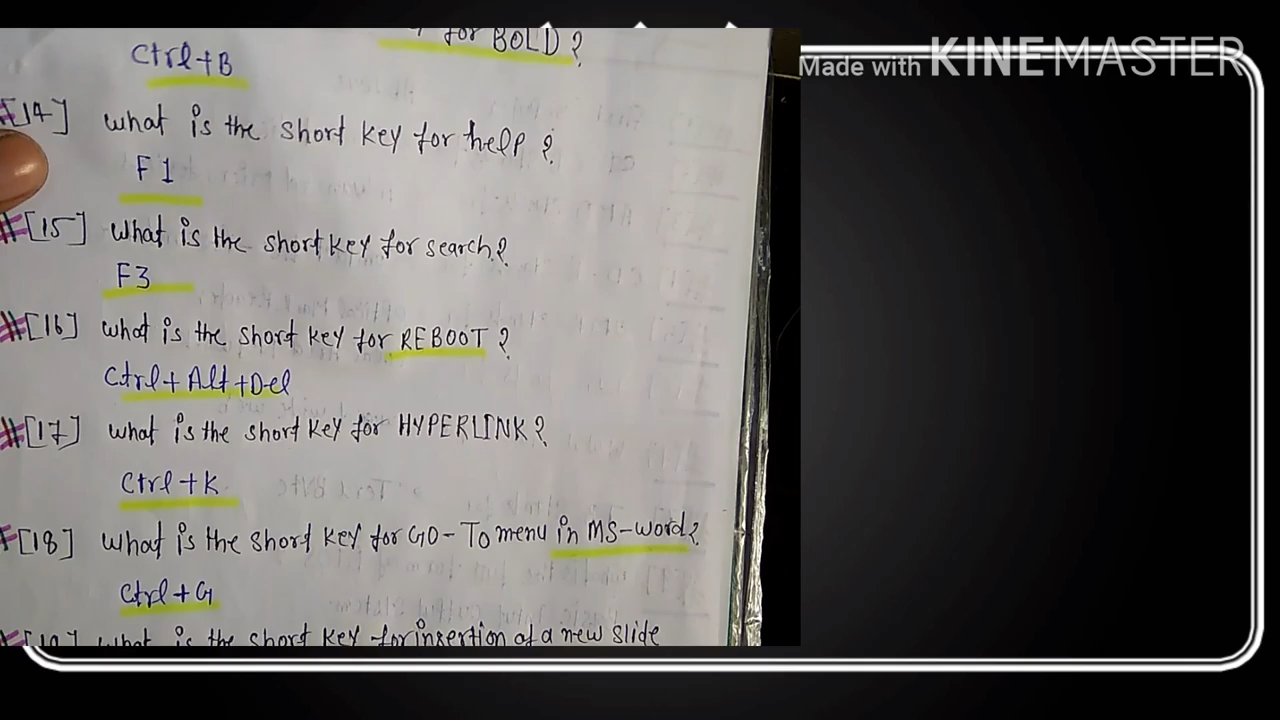 for BOLD?
Ctrl+B
Made with KINEMASTER
[14] what is the short key for help ?
F1
#[15] what is the short key for search?
F3
#[16] what is the short key for REBOOT ?
Ctrl+Alt+Del
#[17] what is the short key for HYPERLINK?
Ctrl+K
[18] what is the short key for GO-To menu in MS-word?
Ctrl+G
what is the short key for insertion of a new slide